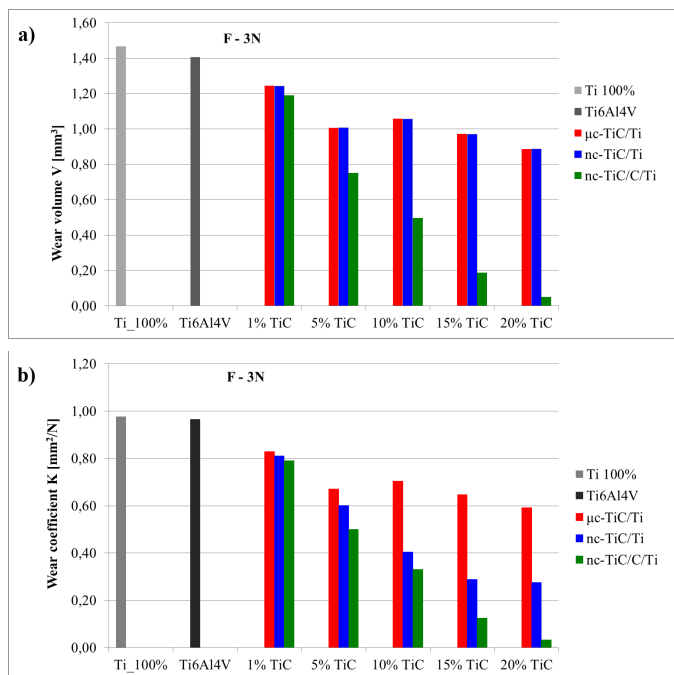 a)
F - 3N
Wear volume V [mm³]
1,60
1,40
1,20
1,00
0,80
0,60
0,40
0,20
0,00
Ti_100% Ti6Al4V 1% TiC 5% TiC 10% TiC 15% TiC 20% TiC
Ti 100%
Ti6Al4V
µc-TiC/Ti
nc-TiC/Ti
nc-TiC/C/Ti
b)
F - 3N
Wear coefficient K [mm²/N]
1,20
1,00
0,80
0,60
0,40
0,20
0,00
Ti_100% Ti6Al4V 1% TiC 5% TiC 10% TiC 15% TiC 20% TiC
Ti 100%
Ti6Al4V
µc-TiC/Ti
nc-TiC/Ti
nc-TiC/C/Ti